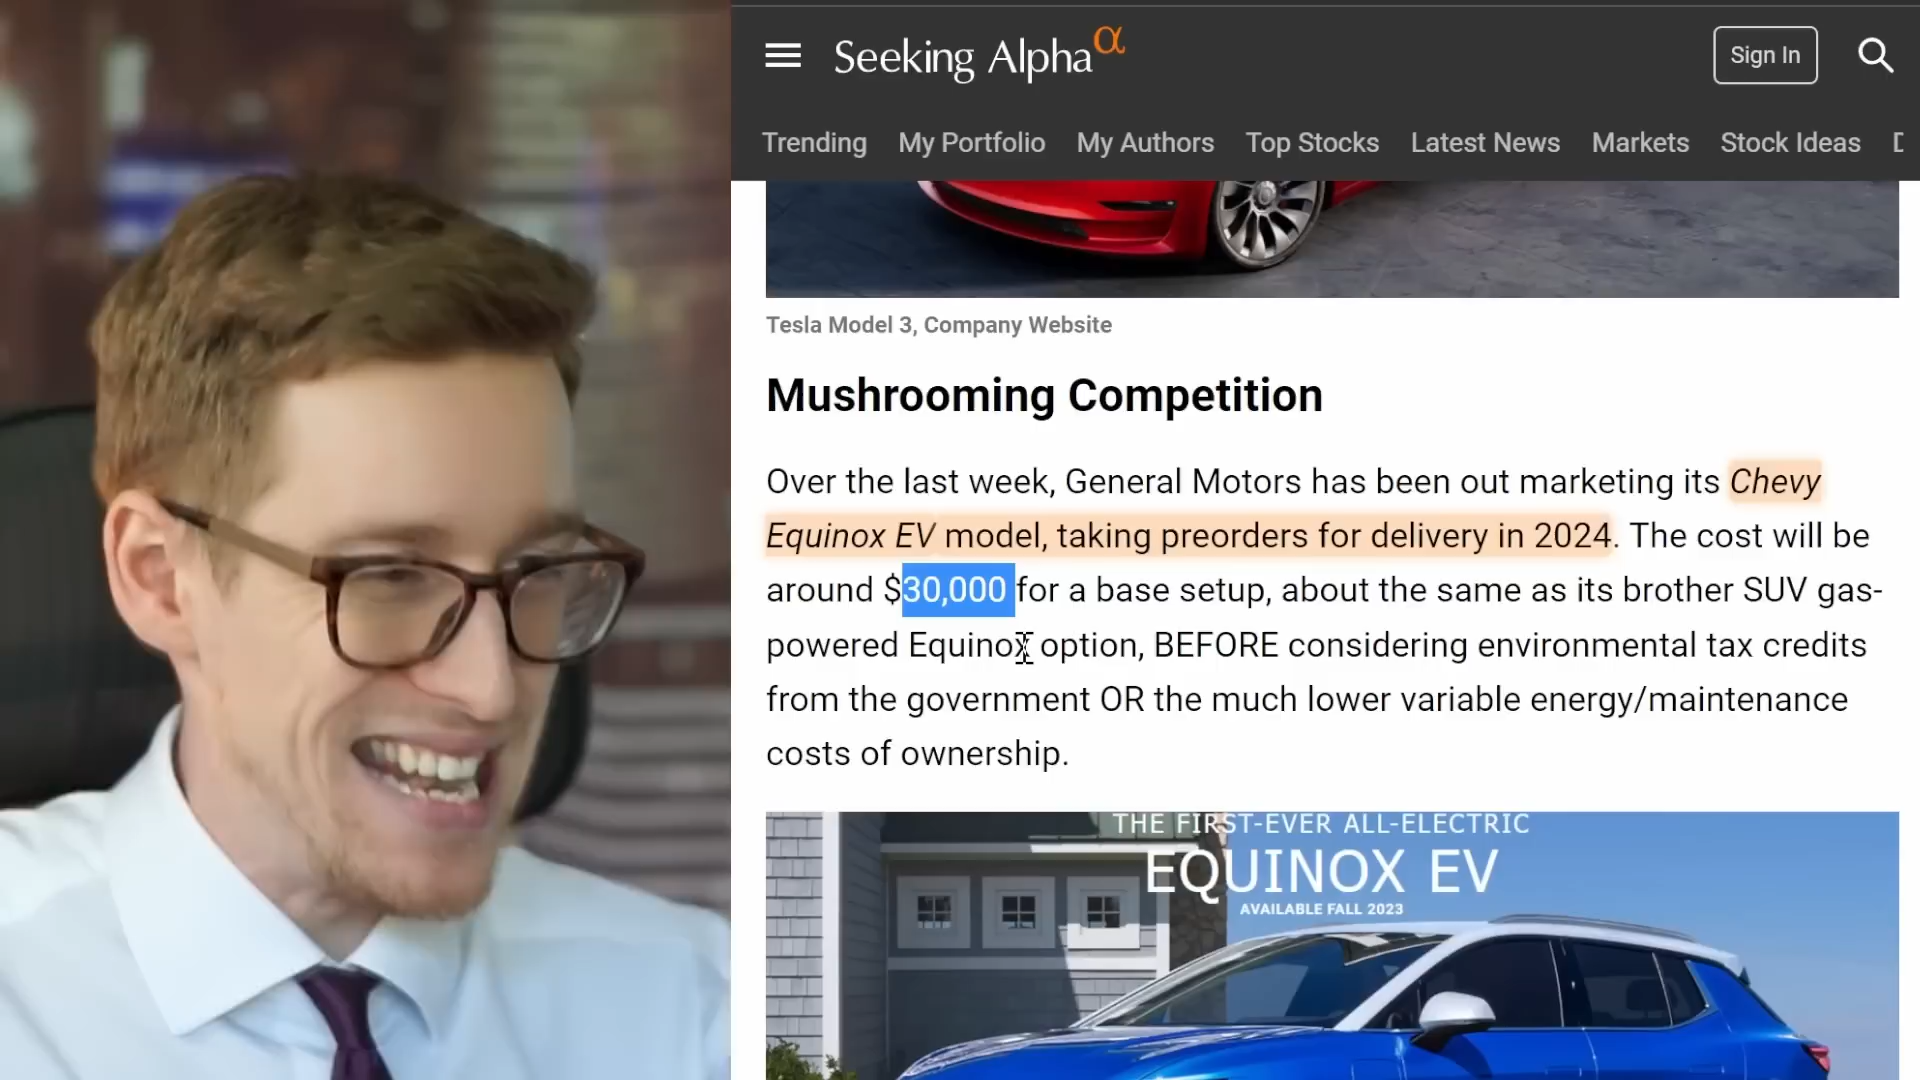 Seeking Alpha α
Sign In
Trending My Portfolio My Authors Top Stocks Latest News Markets Stock Ideas D
Tesla Model 3, Company Website
Mushrooming Competition
Over the last week, General Motors has been out marketing its Chevy
Equinox EV model, taking preorders for delivery in 2024. The cost will be
around $30,000 for a base setup, about the same as its brother SUV gas-
powered Equinox option, BEFORE considering environmental tax credits
from the government OR the much lower variable energy/maintenance
costs of ownership.
THE FIRST-EVER ALL-ELECTRIC
EQUINOX EV
AVAILABLE FALL 2023